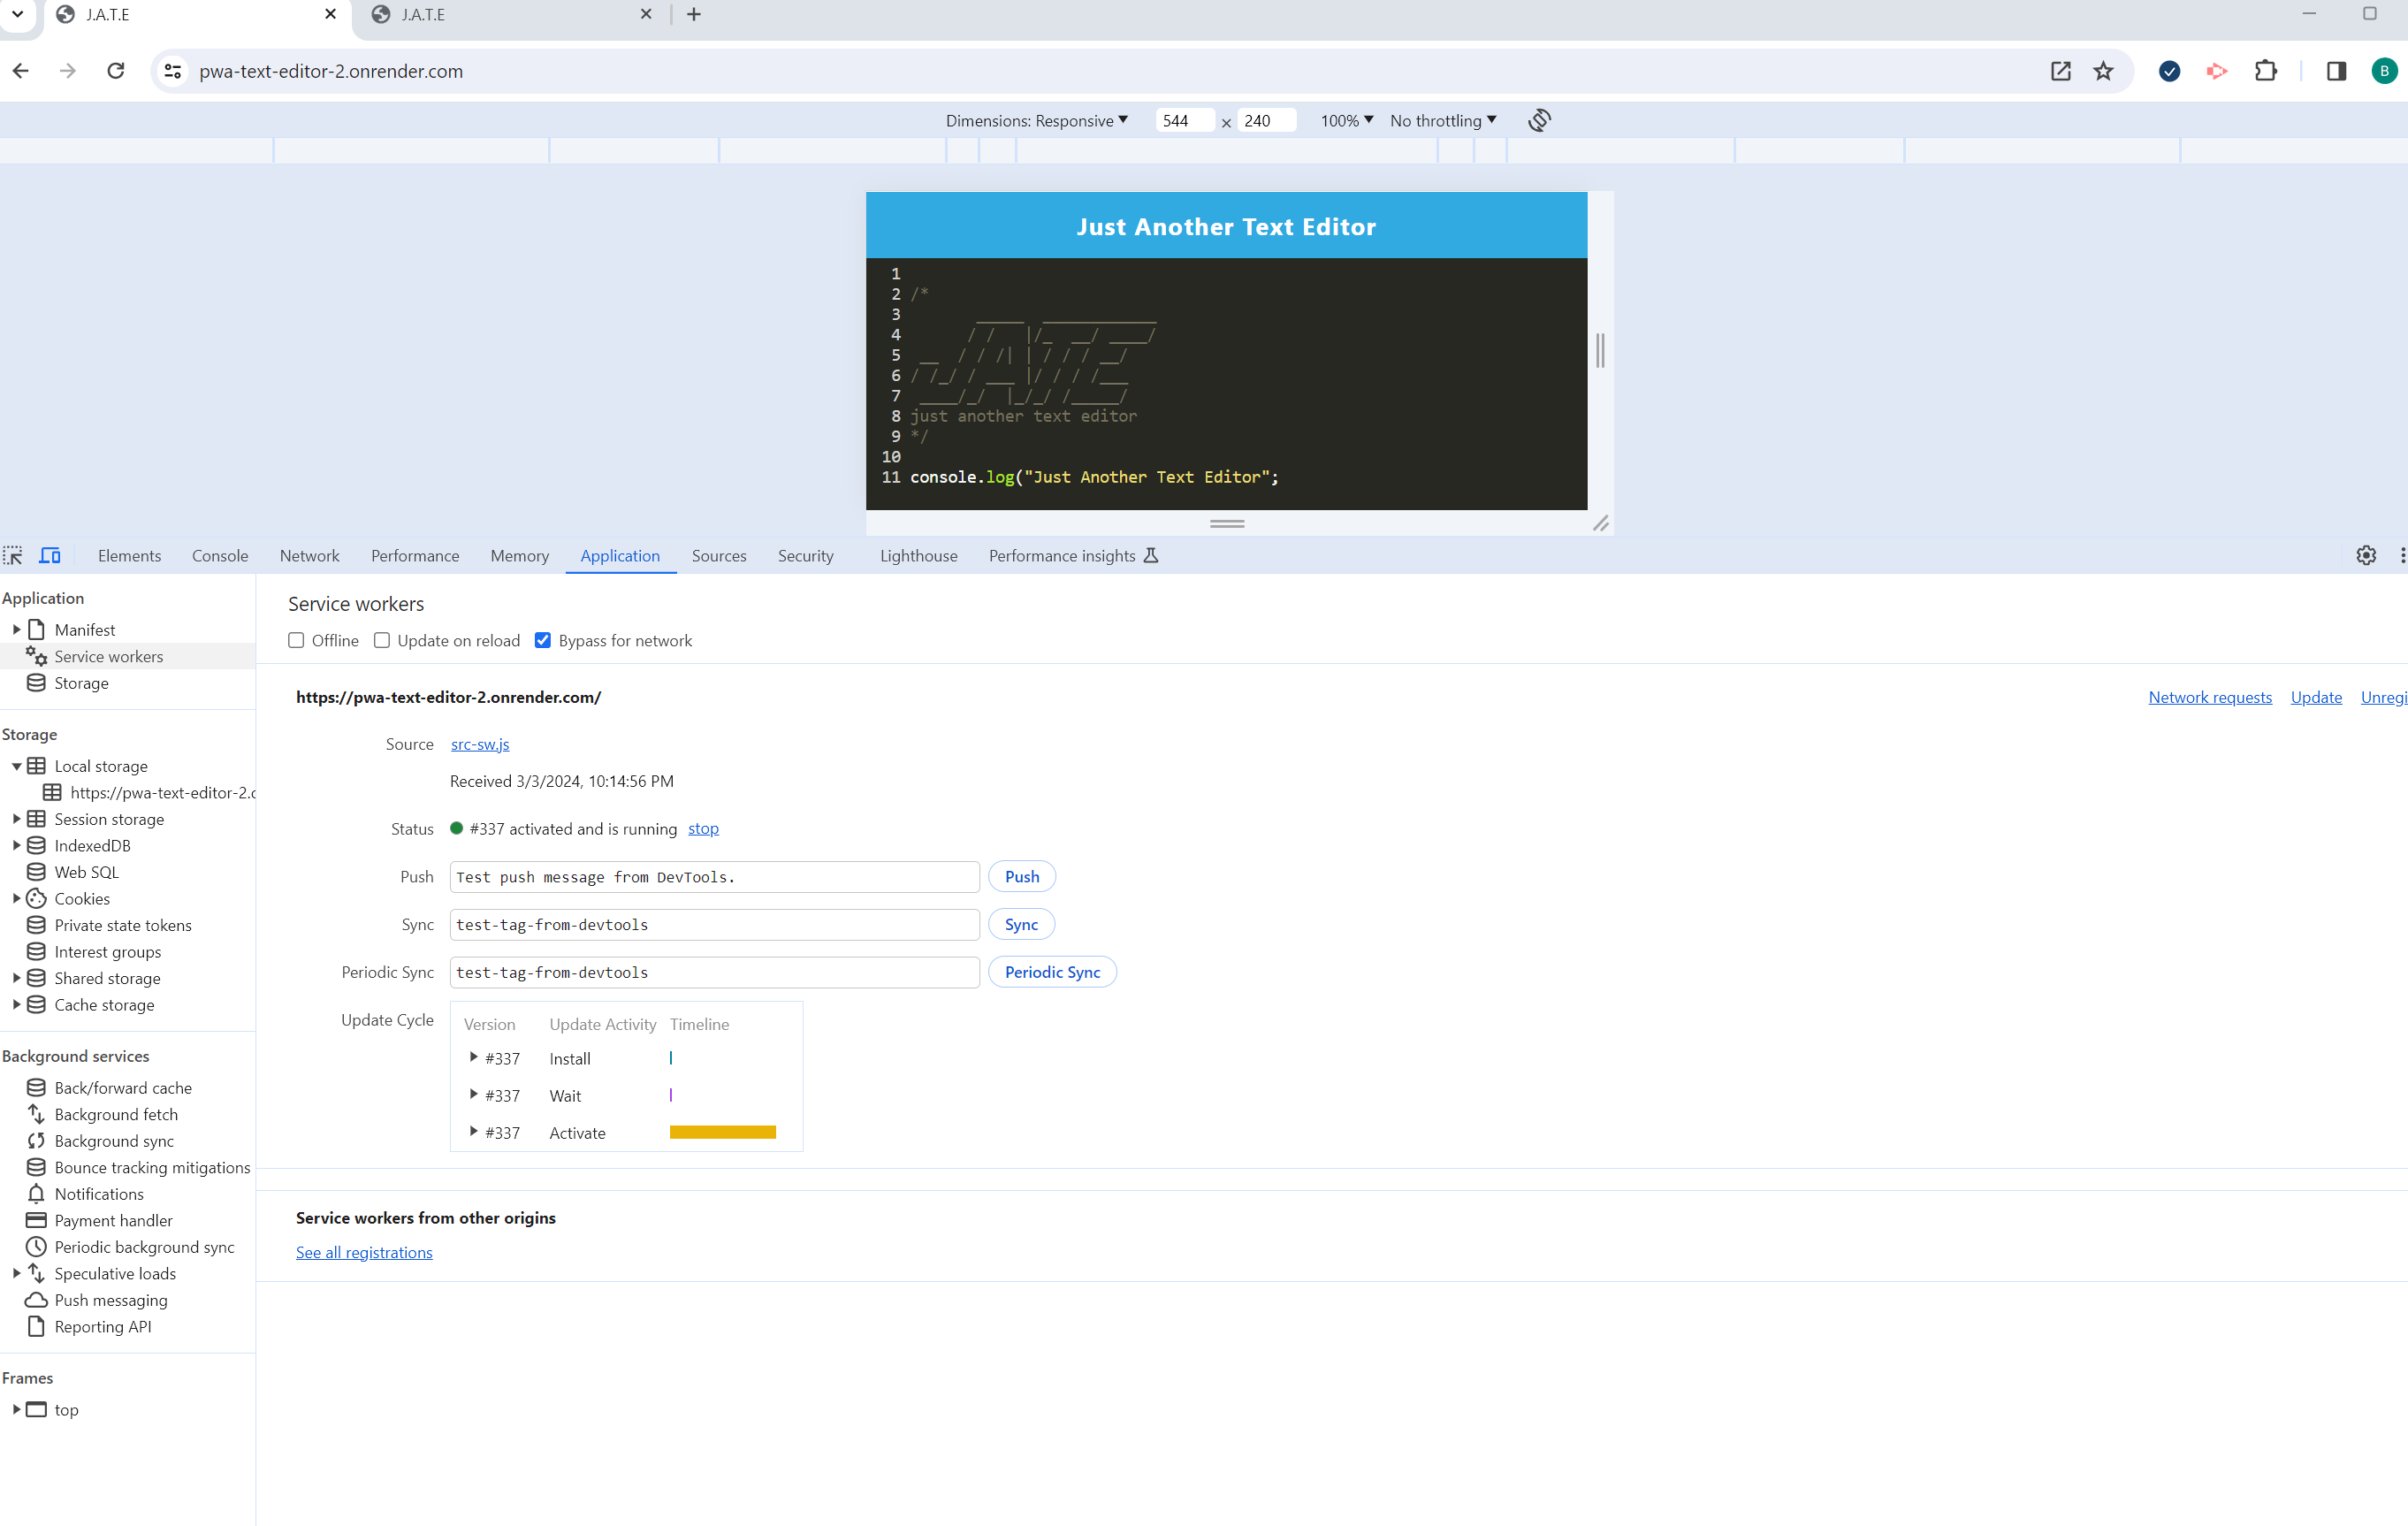 J.A.T.E
J.A.T.E
pwa-text-editor-2.onrender.com
B
Dimensions: Responsive 544 × 240 100% No throttling
Just Another Text Editor
1
2 /*
3
4
5
6
7
8 just another text editor
9 */
10
11 console.log("Just Another Text Editor";
Elements Console Network Performance Memory Application Sources Security Lighthouse Performance insights
Application
Manifest
Service workers
Storage
Storage
Local storage
https://pwa-text-editor-2.c
Session storage
IndexedDB
Web SQL
Cookies
Private state tokens
Interest groups
Shared storage
Cache storage
Background services
Back/forward cache
Background fetch
Background sync
Bounce tracking mitigations
Notifications
Payment handler
Periodic background sync
Speculative loads
Push messaging
Reporting API
Frames
top
Service workers
Offline Update on reload Bypass for network
https://pwa-text-editor-2.onrender.com/ Network requests Update Unregi
Source src-sw.js
Received 3/3/2024, 10:14:56 PM
Status #337 activated and is running stop
Push Test push message from DevTools. Push
Sync test-tag-from-devtools Sync
Periodic Sync test-tag-from-devtools Periodic Sync
Update Cycle Version Update Activity Timeline
#337 Install
#337 Wait
#337 Activate
Service workers from other origins
See all registrations